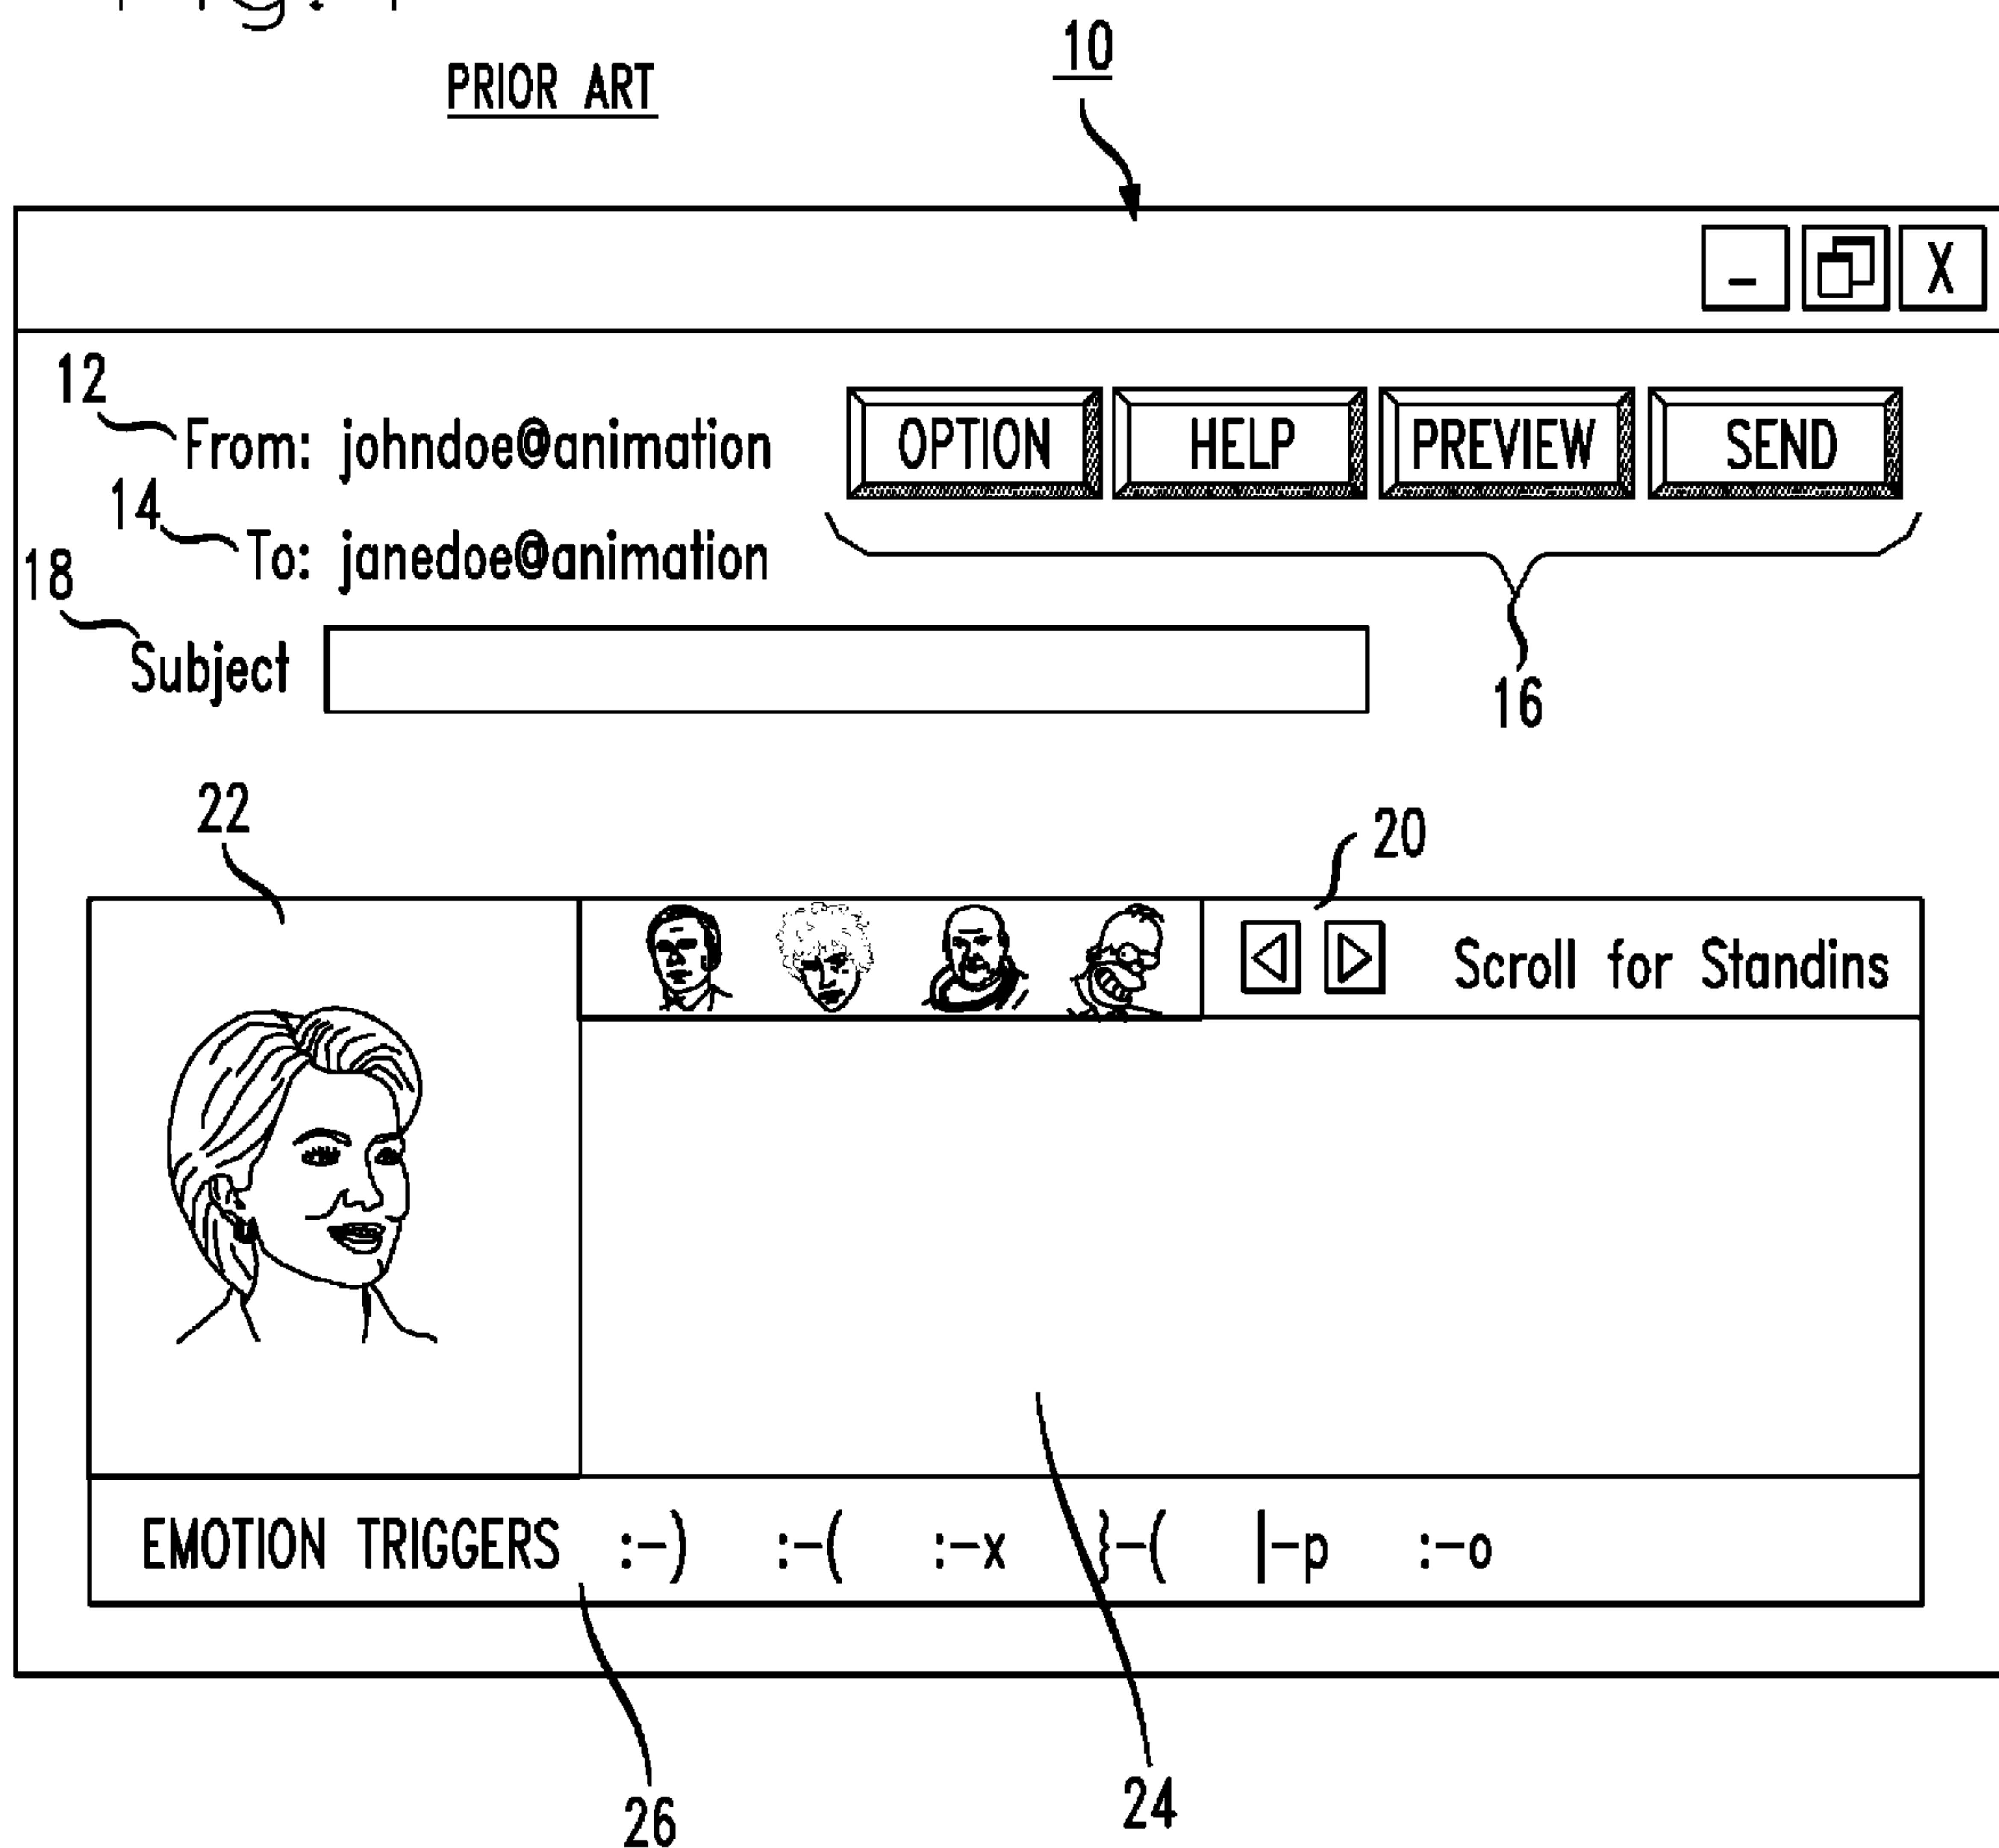 PRIOR ART
10
X
12
From: johndoe@animation
OPTION HELP PREVIEW SEND
14
To: janedoe@animation
18
Subject
16
22
20
Scroll for Standins
EMOTION TRIGGERS :-) :-( :-x }-( |-p :-o
24
26